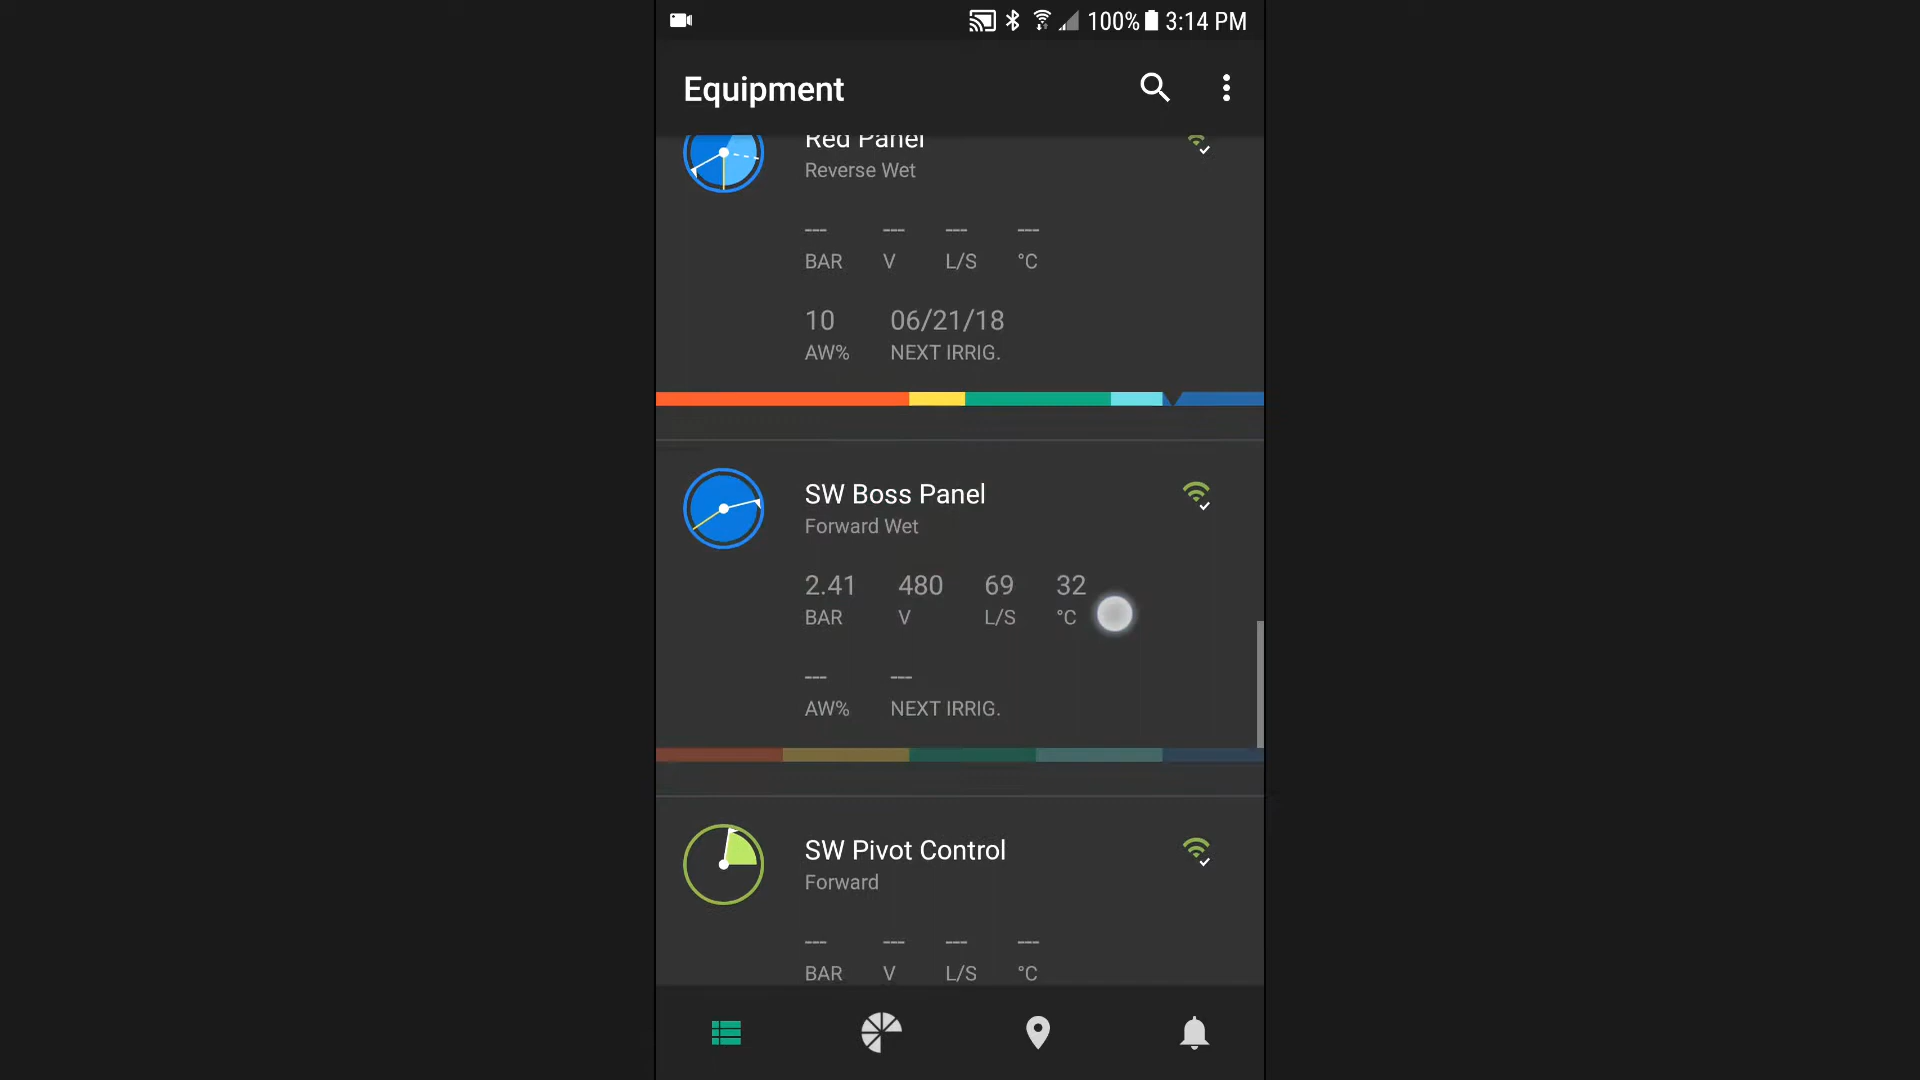 100% 3:14 PM
Equipment
Red Panel
Reverse Wet
--- --- --- ---
BAR V L/S °C
10 06/21/18
AW% NEXT IRRIG.
SW Boss Panel
Forward Wet
2.41 480 69 32
BAR V L/S °C
--- ---
AW% NEXT IRRIG.
SW Pivot Control
Forward
--- --- --- ---
BAR V L/S °C